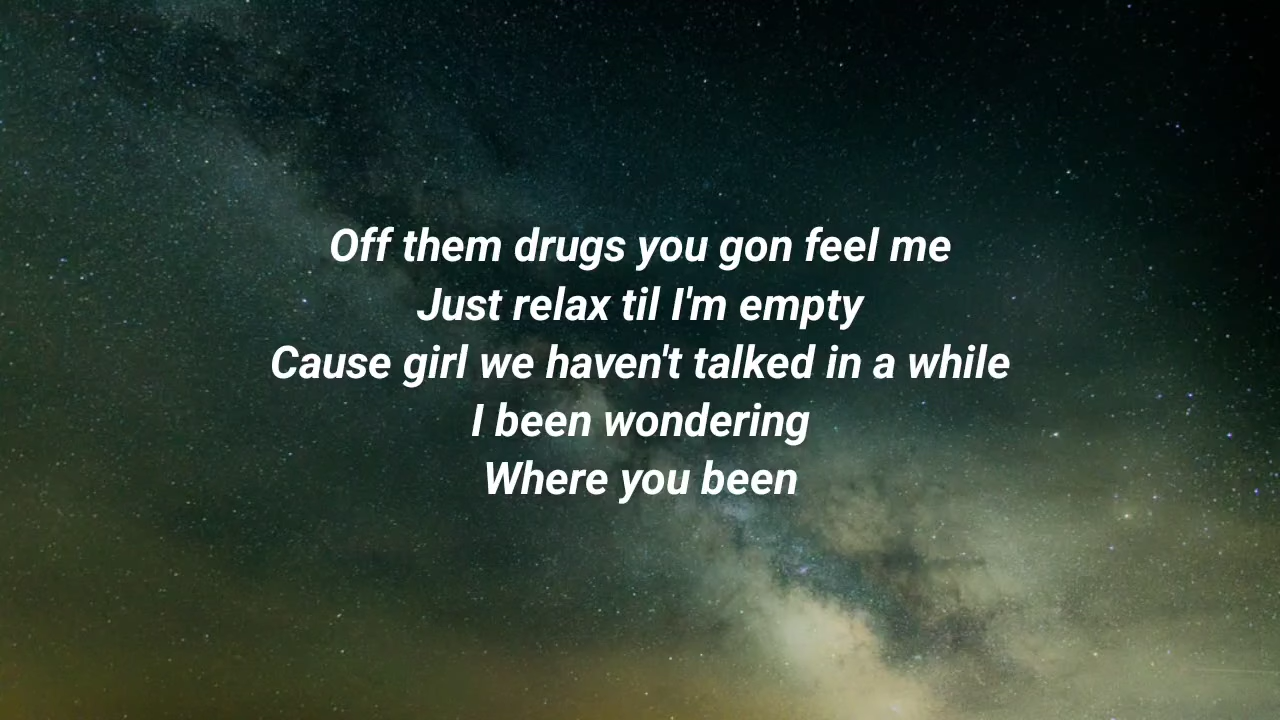 Off them drugs you gon feel me
Just relax til I'm empty
Cause girl we haven't talked in a while
I been wondering
Where you been